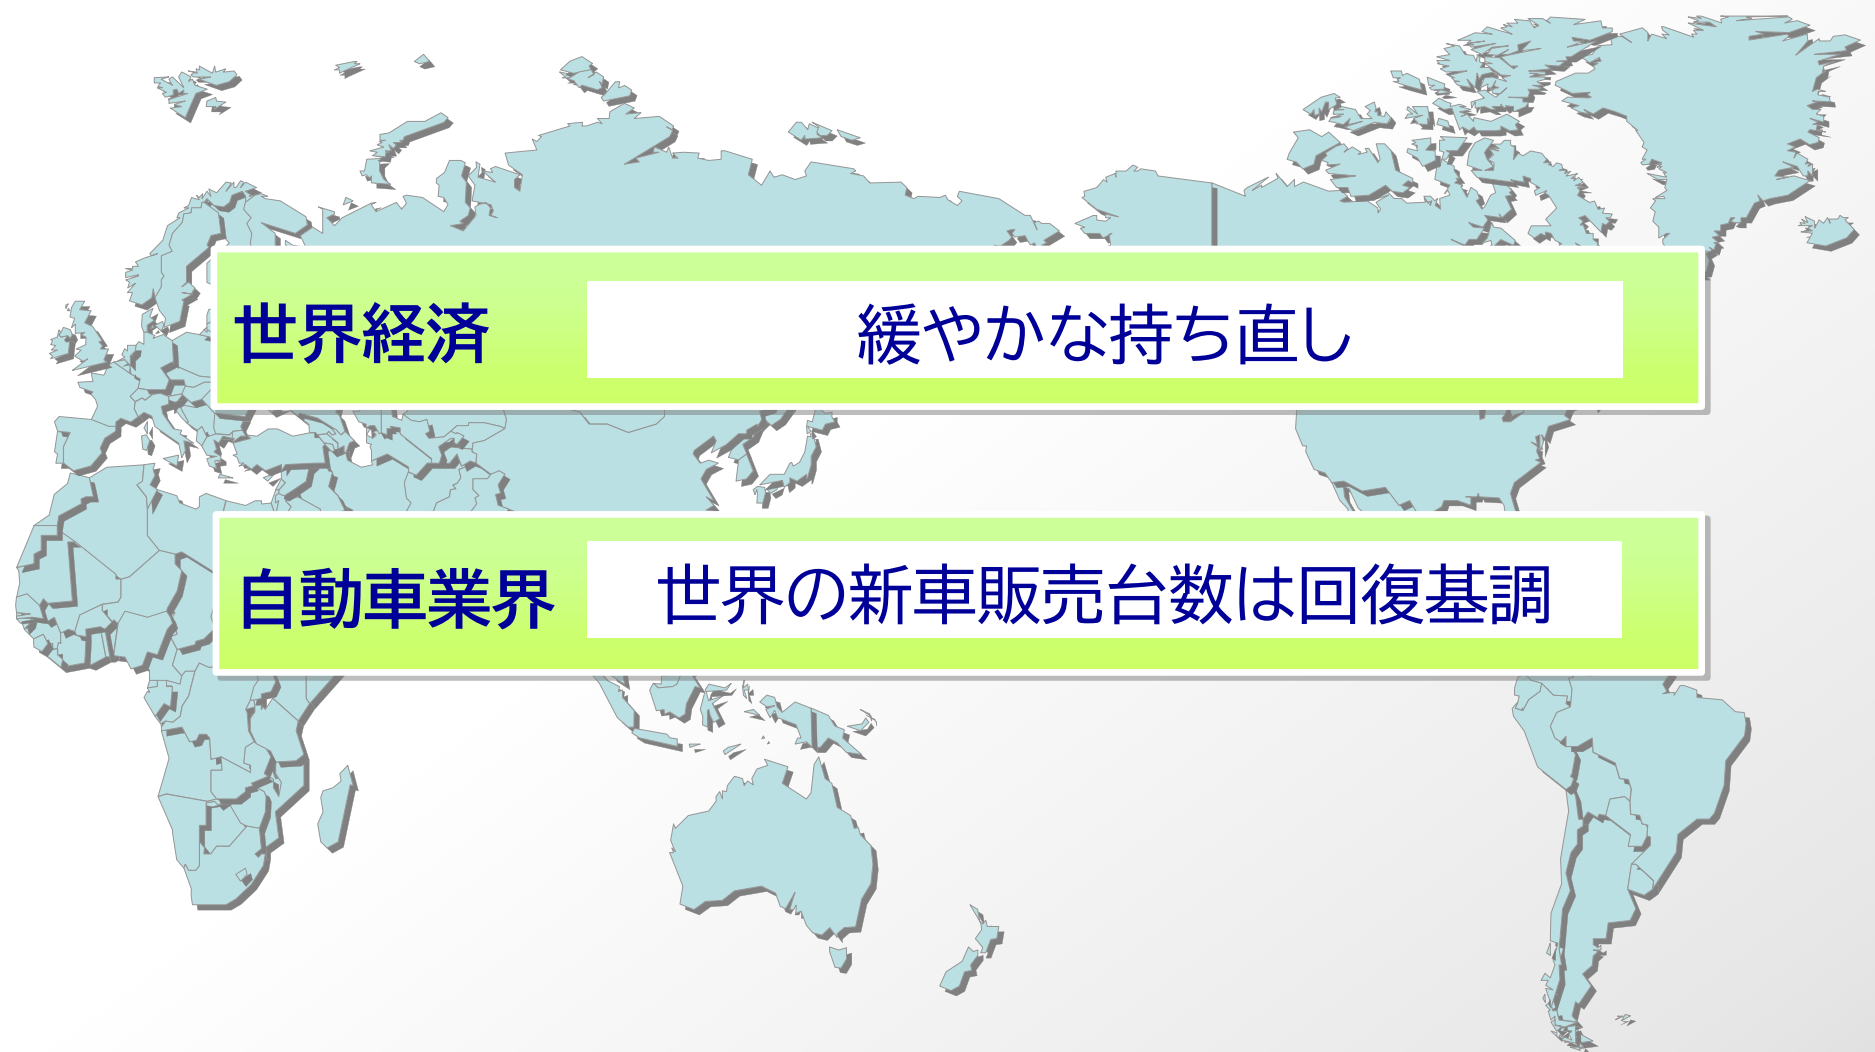 世界経済
緩やかな持ち直し
自動車業界
世界の新車販売台数は回復基調